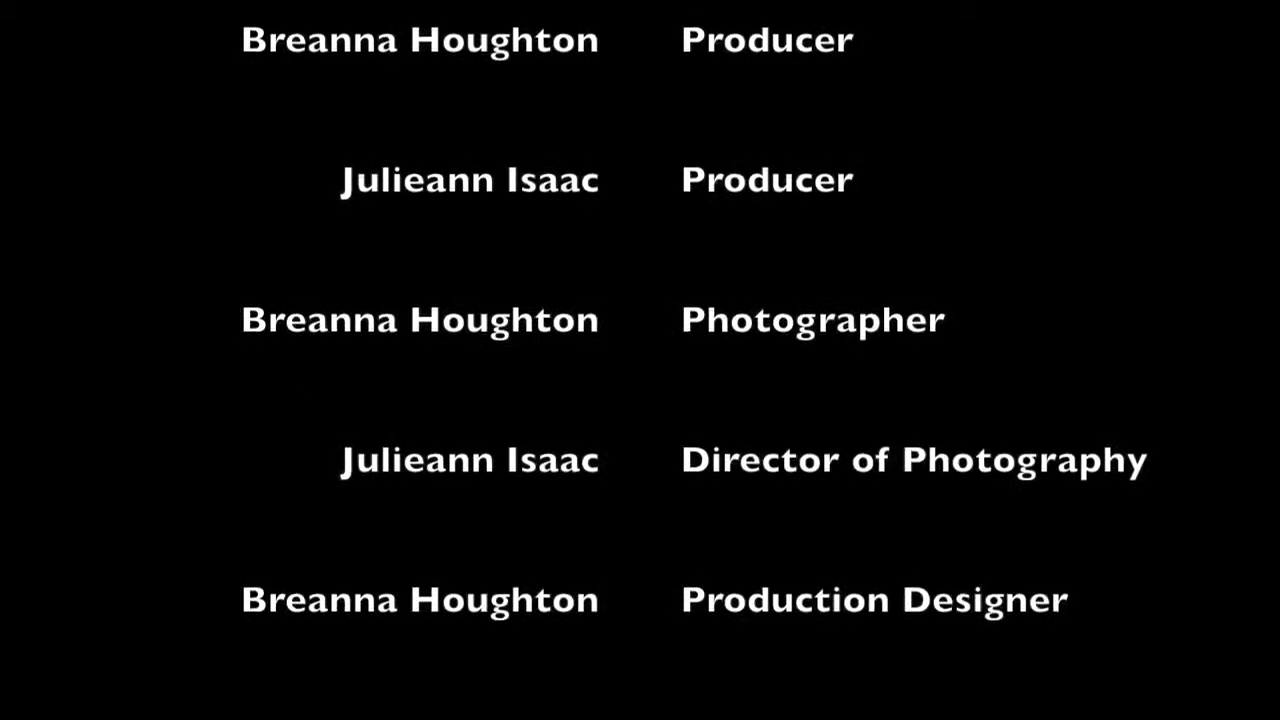 Breanna Houghton Producer
Julieann Isaac Producer
Breanna Houghton Photographer
Julieann Isaac Director of Photography
Breanna Houghton Production Designer